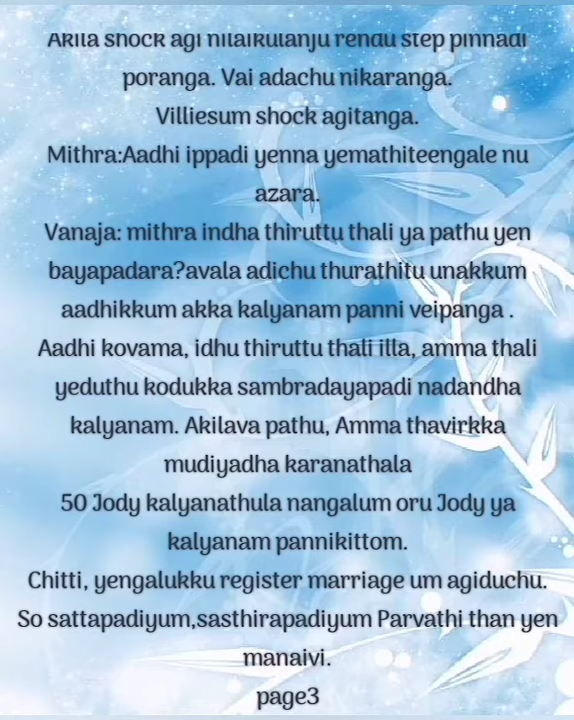 Akila shock agi nilaikulanju rendu step pinnadi
poranga. Vai adachu nikaranga.
Villiesum shock agitanga.
Mithra:Aadhi ippadi yenna yemathiteengale nu
azara.
Vanaja: mithra indha thiruttu thali ya pathu yen
bayapadara?avala adichu thurathitu unakkum
aadhikkum akka kalyanam panni veipanga .
Aadhi kovama, idhu thiruttu thali illa, amma thali
yeduthu kodukka sambradayapadi nadandha
kalyanam. Akilava pathu, Amma thavirkka
mudiyadha karanathala
50 Jody kalyanathula nangalum oru Jody ya
kalyanam pannikittom.
Chitti, yengalukku register marriage um agiduchu.
So sattapadiyum,sasthirapadiyum Parvathi than yen
manaivi.
page3